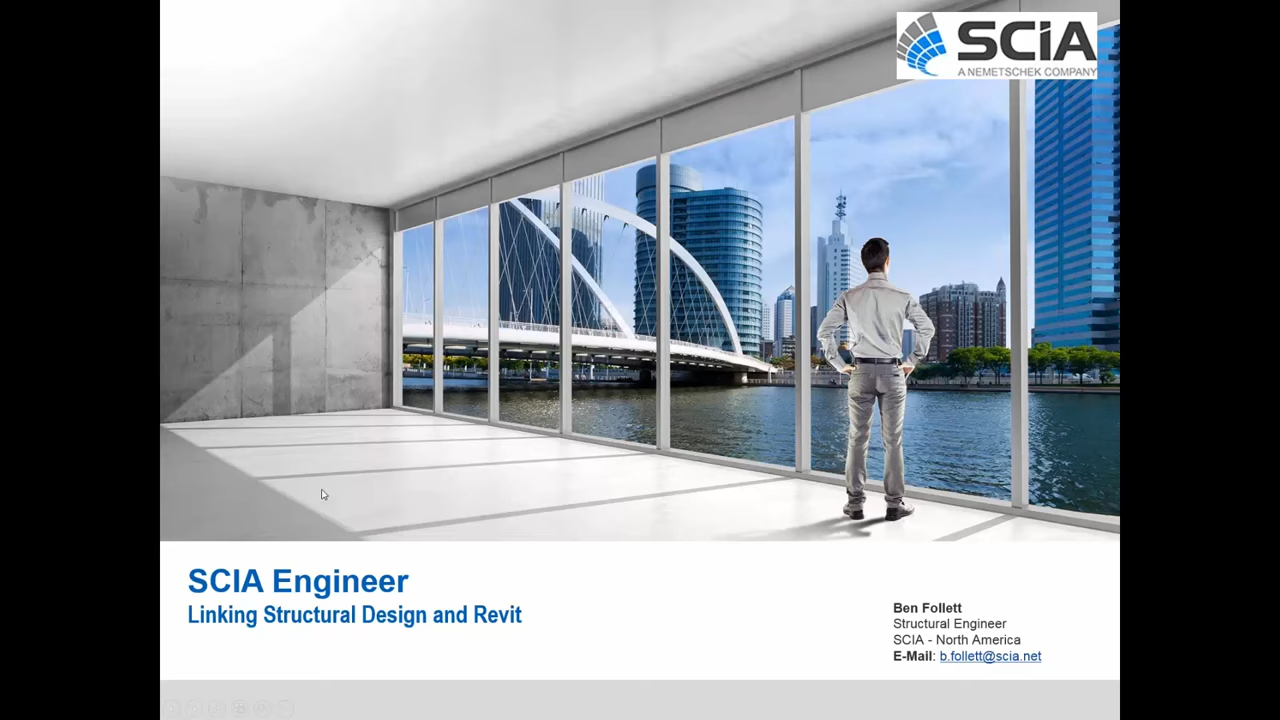 SCiA
A NEMETSCHEK COMPANY
SCIA Engineer
Linking Structural Design and Revit
Ben Follett
Structural Engineer
SCIA - North America
E-Mail: b.follett@scia.net